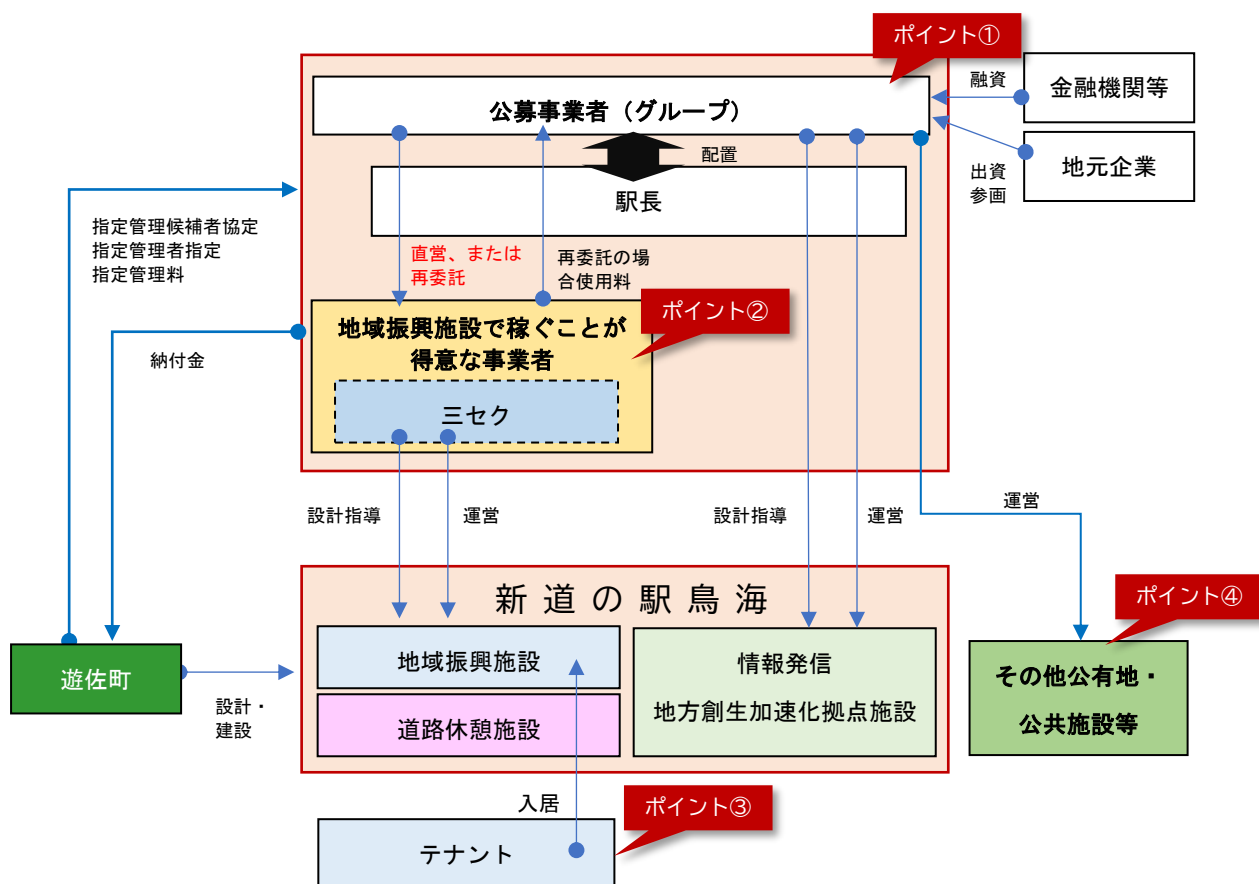 ポイント①
公募事業者（グループ）
融資
金融機関等
配置
駅長
出資
参画
地元企業
指定管理候補者協定
指定管理者指定
指定管理料
直営、または
再委託
再委託の場
合使用料
ポイント②
地域振興施設で稼ぐことが
得意な事業者
三セク
納付金
設計指導
運営
設計指導
運営
運営
新道の駅鳥海
ポイント④
地域振興施設
道路休憩施設
情報発信
地方創生加速化拠点施設
その他公有地・
公共施設等
遊佐町
設計・
建設
入居
ポイント③
テナント